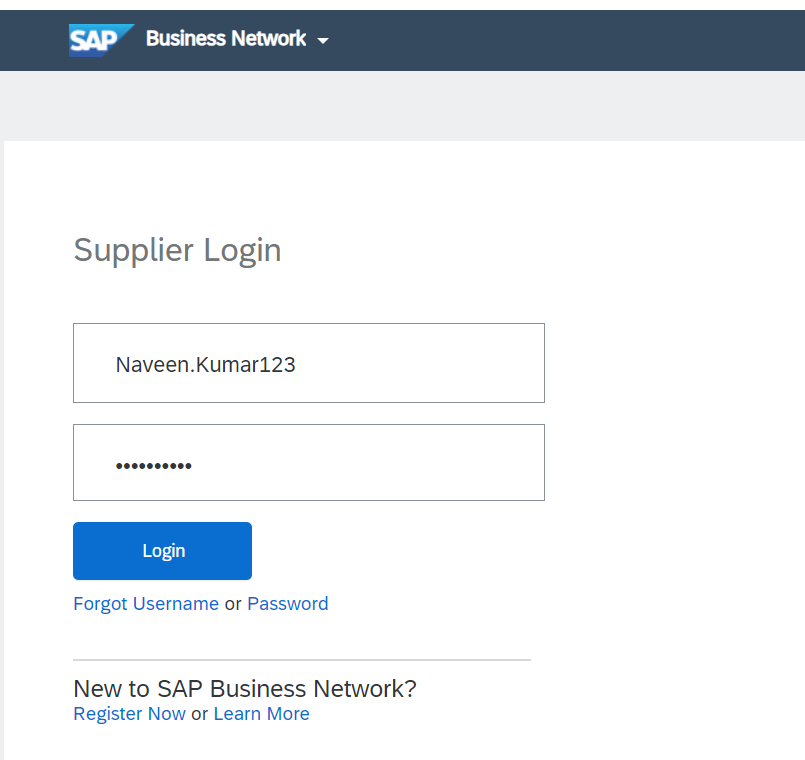 SAP Business Network
Supplier Login
Naveen.Kumar123
••••••••••
Login
Forgot Username or Password
New to SAP Business Network?
Register Now or Learn More